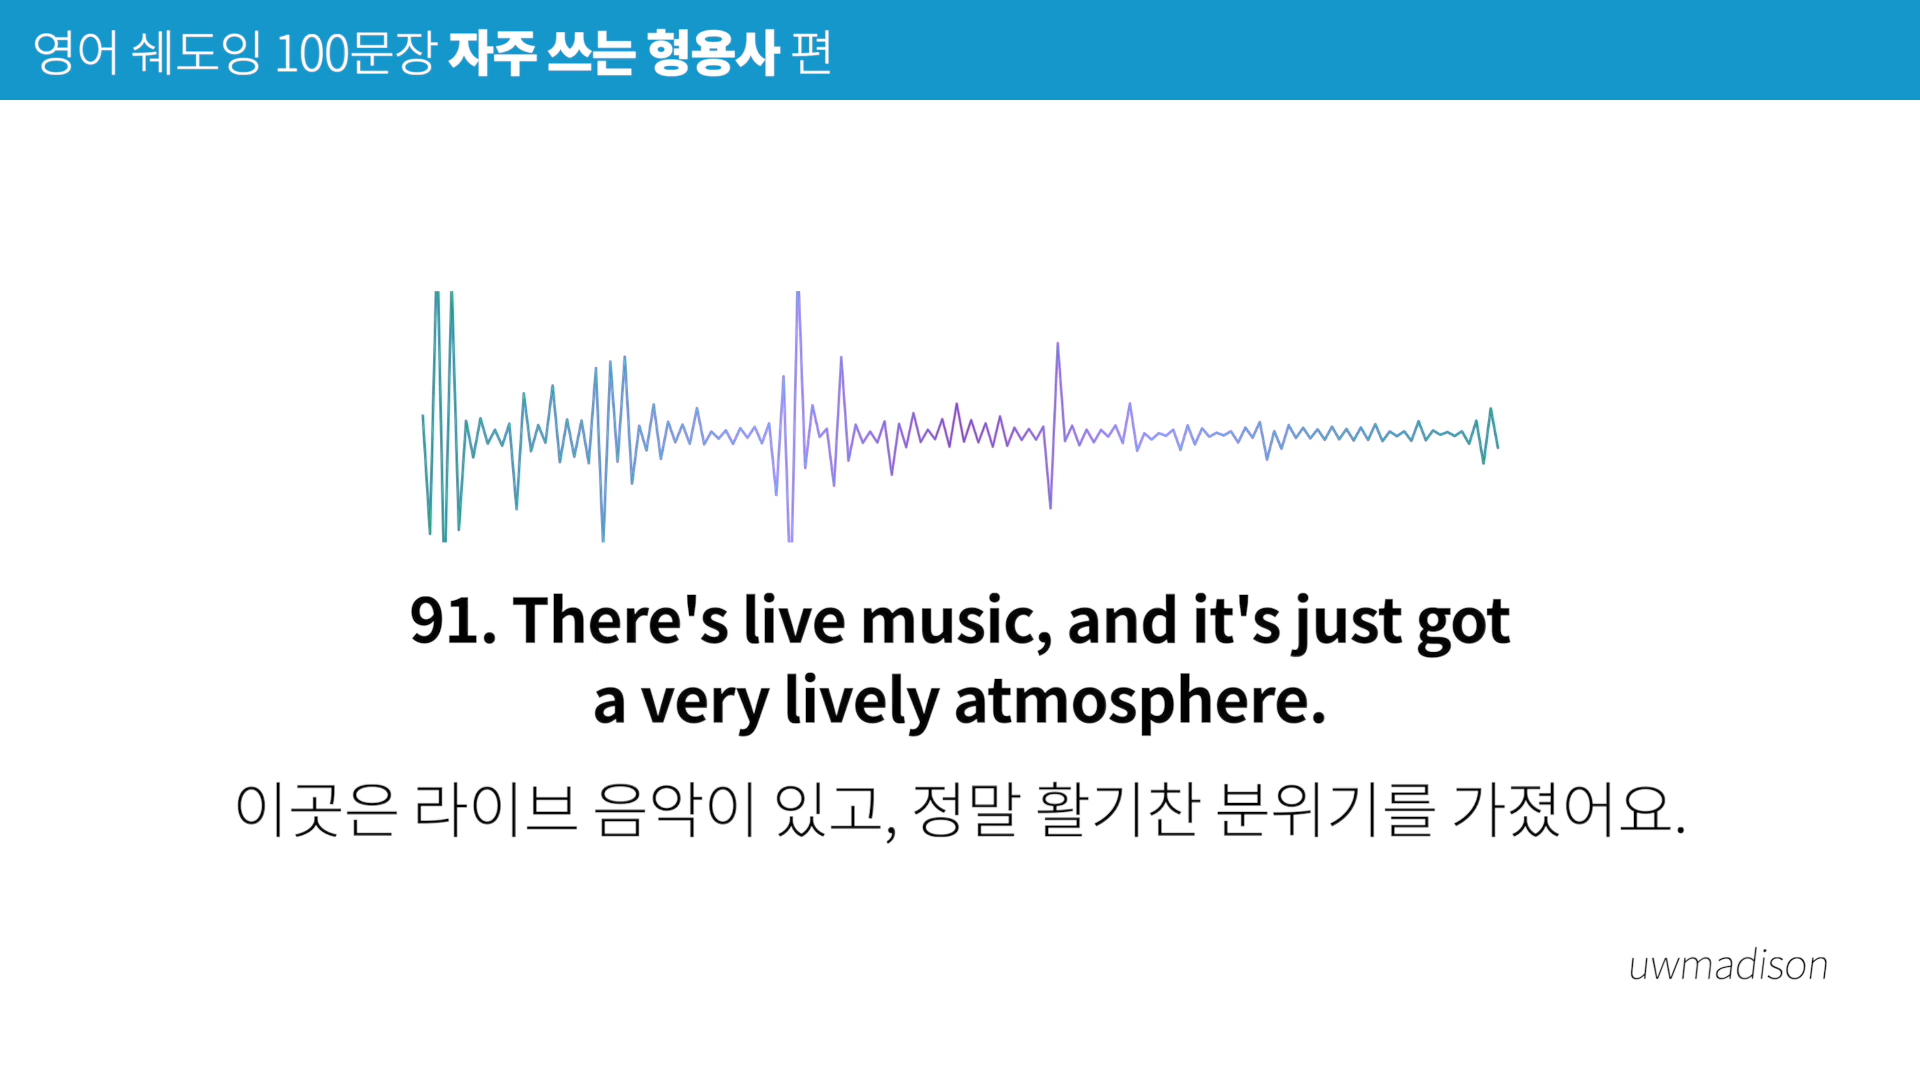 영어 쉐도잉 100문장 자주 쓰는 형용사 편
91. There's live music, and it's just got
a very lively atmosphere.
이곳은 라이브 음악이 있고, 정말 활기찬 분위기를 가졌어요.
uwmadison